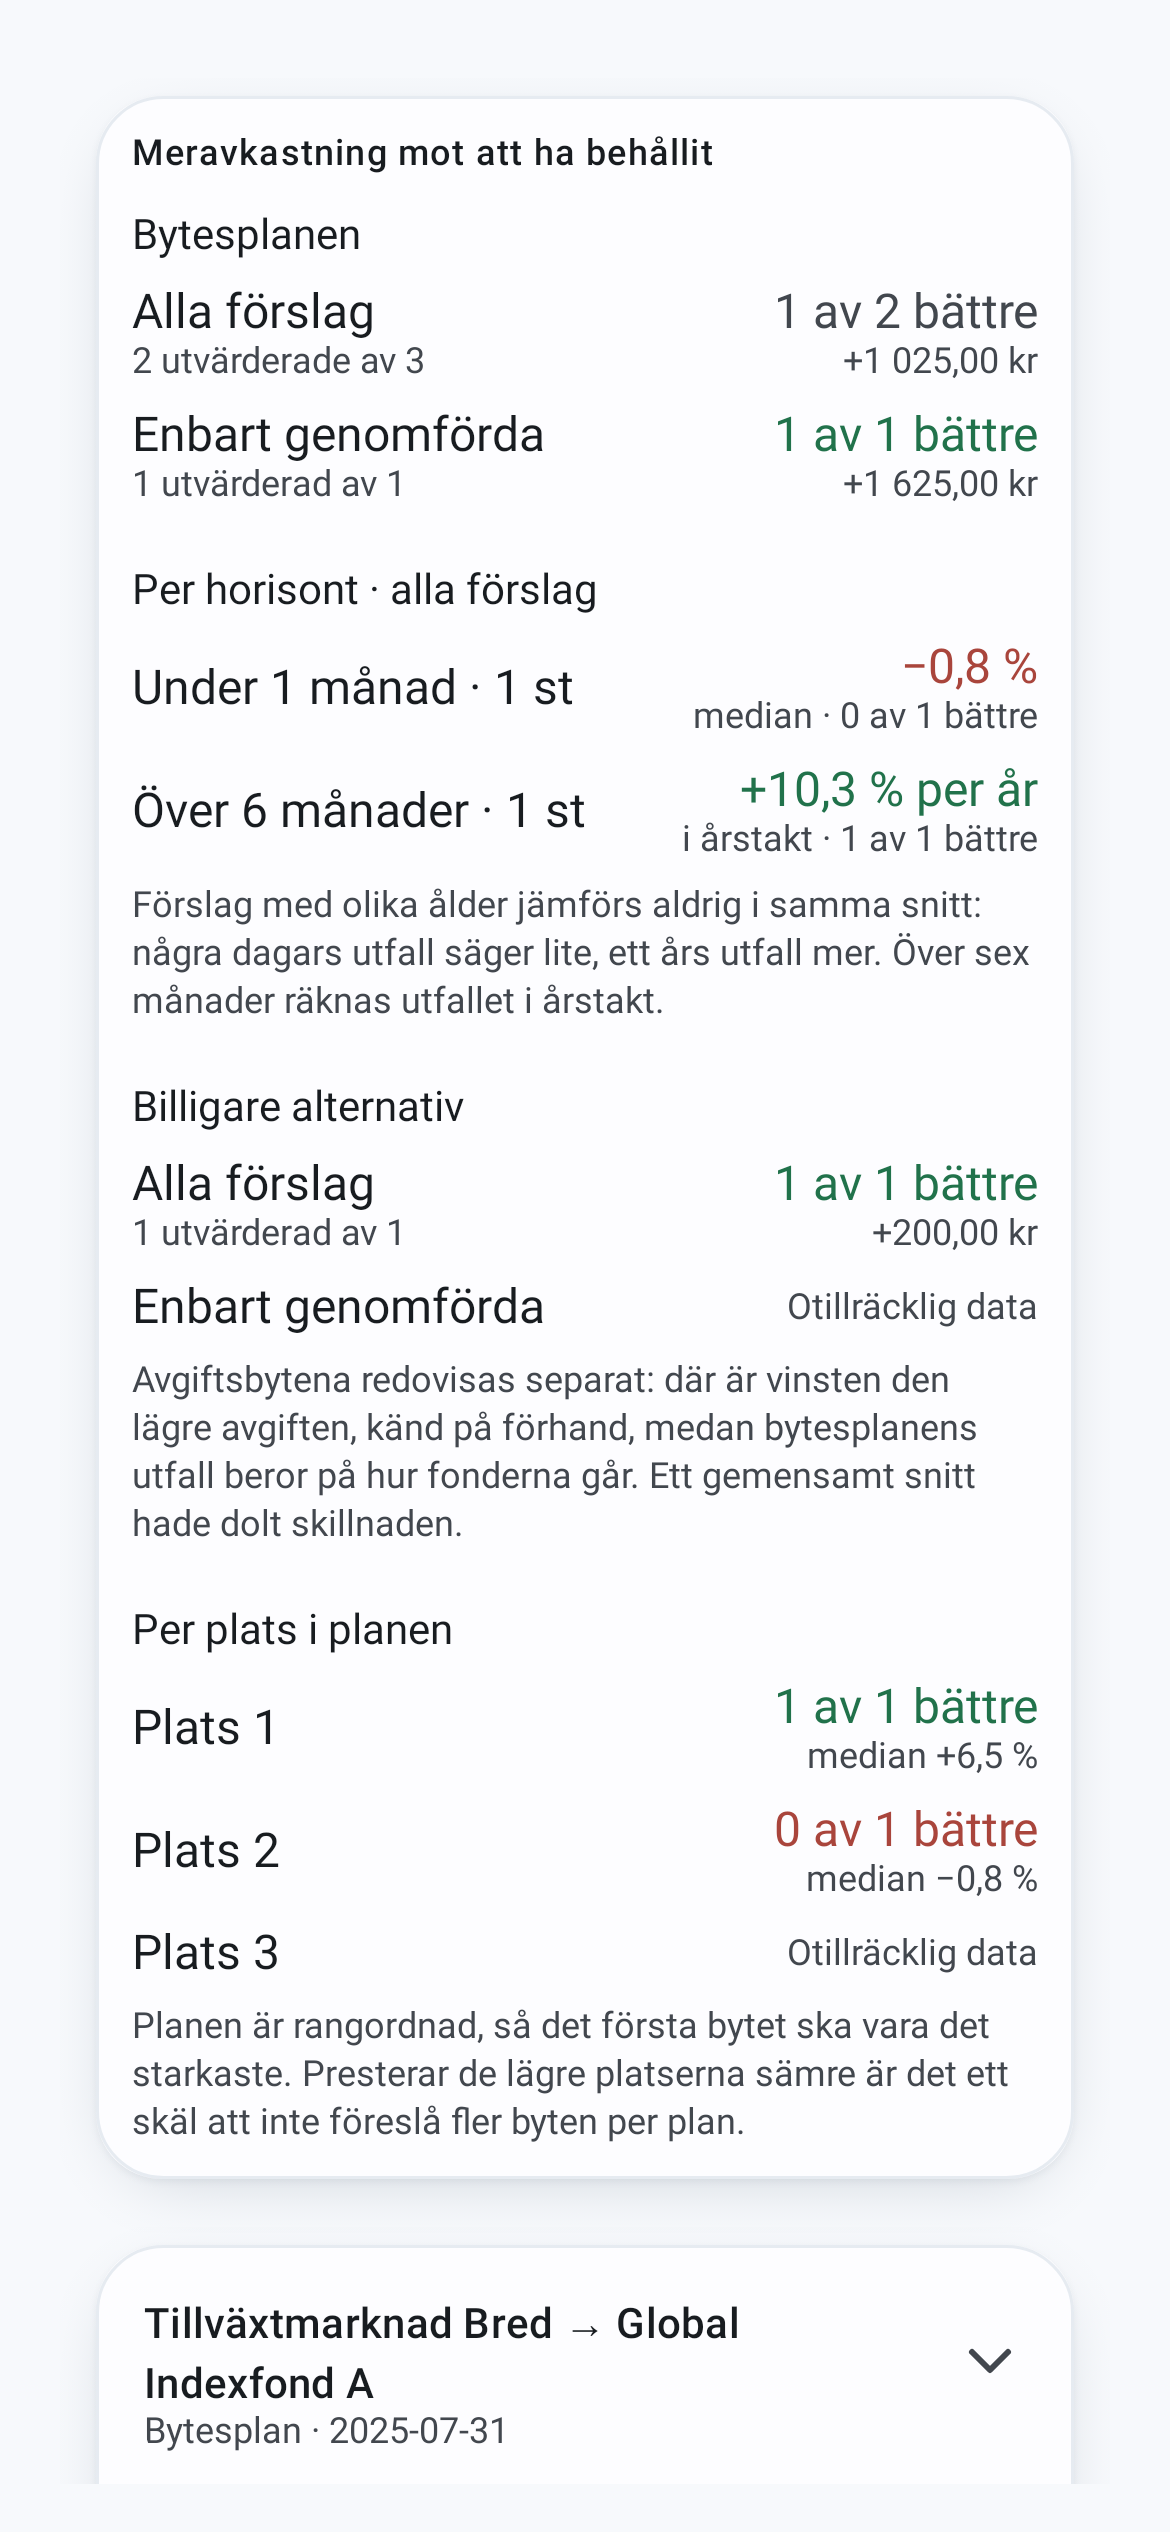 Meravkastning mot att ha behållit
Bytesplanen
Alla förslag
1 av 2 bättre
2 utvärderade av 3
+1 025,00 kr
Enbart genomförda
1 av 1 bättre
1 utvärderad av 1
+1 625,00 kr
Per horisont · alla förslag
Under 1 månad · 1 st
−0,8 %
median · 0 av 1 bättre
Över 6 månader · 1 st
+10,3 % per år
i årstakt · 1 av 1 bättre
Förslag med olika ålder jämförs aldrig i samma snitt:
några dagars utfall säger lite, ett års utfall mer. Över sex
månader räknas utfallet i årstakt.
Billigare alternativ
Alla förslag
1 av 1 bättre
1 utvärderad av 1
+200,00 kr
Enbart genomförda
Otillräcklig data
Avgiftsbytena redovisas separat: där är vinsten den
lägre avgiften, känd på förhand, medan bytesplanens
utfall beror på hur fonderna går. Ett gemensamt snitt
hade dolt skillnaden.
Per plats i planen
Plats 1
1 av 1 bättre
median +6,5 %
Plats 2
0 av 1 bättre
median −0,8 %
Plats 3
Otillräcklig data
Planen är rangordnad, så det första bytet ska vara det
starkaste. Presterar de lägre platserna sämre är det ett
skäl att inte föreslå fler byten per plan.
Tillväxtmarknad Bred → Global
Indexfond A
Bytesplan · 2025-07-31